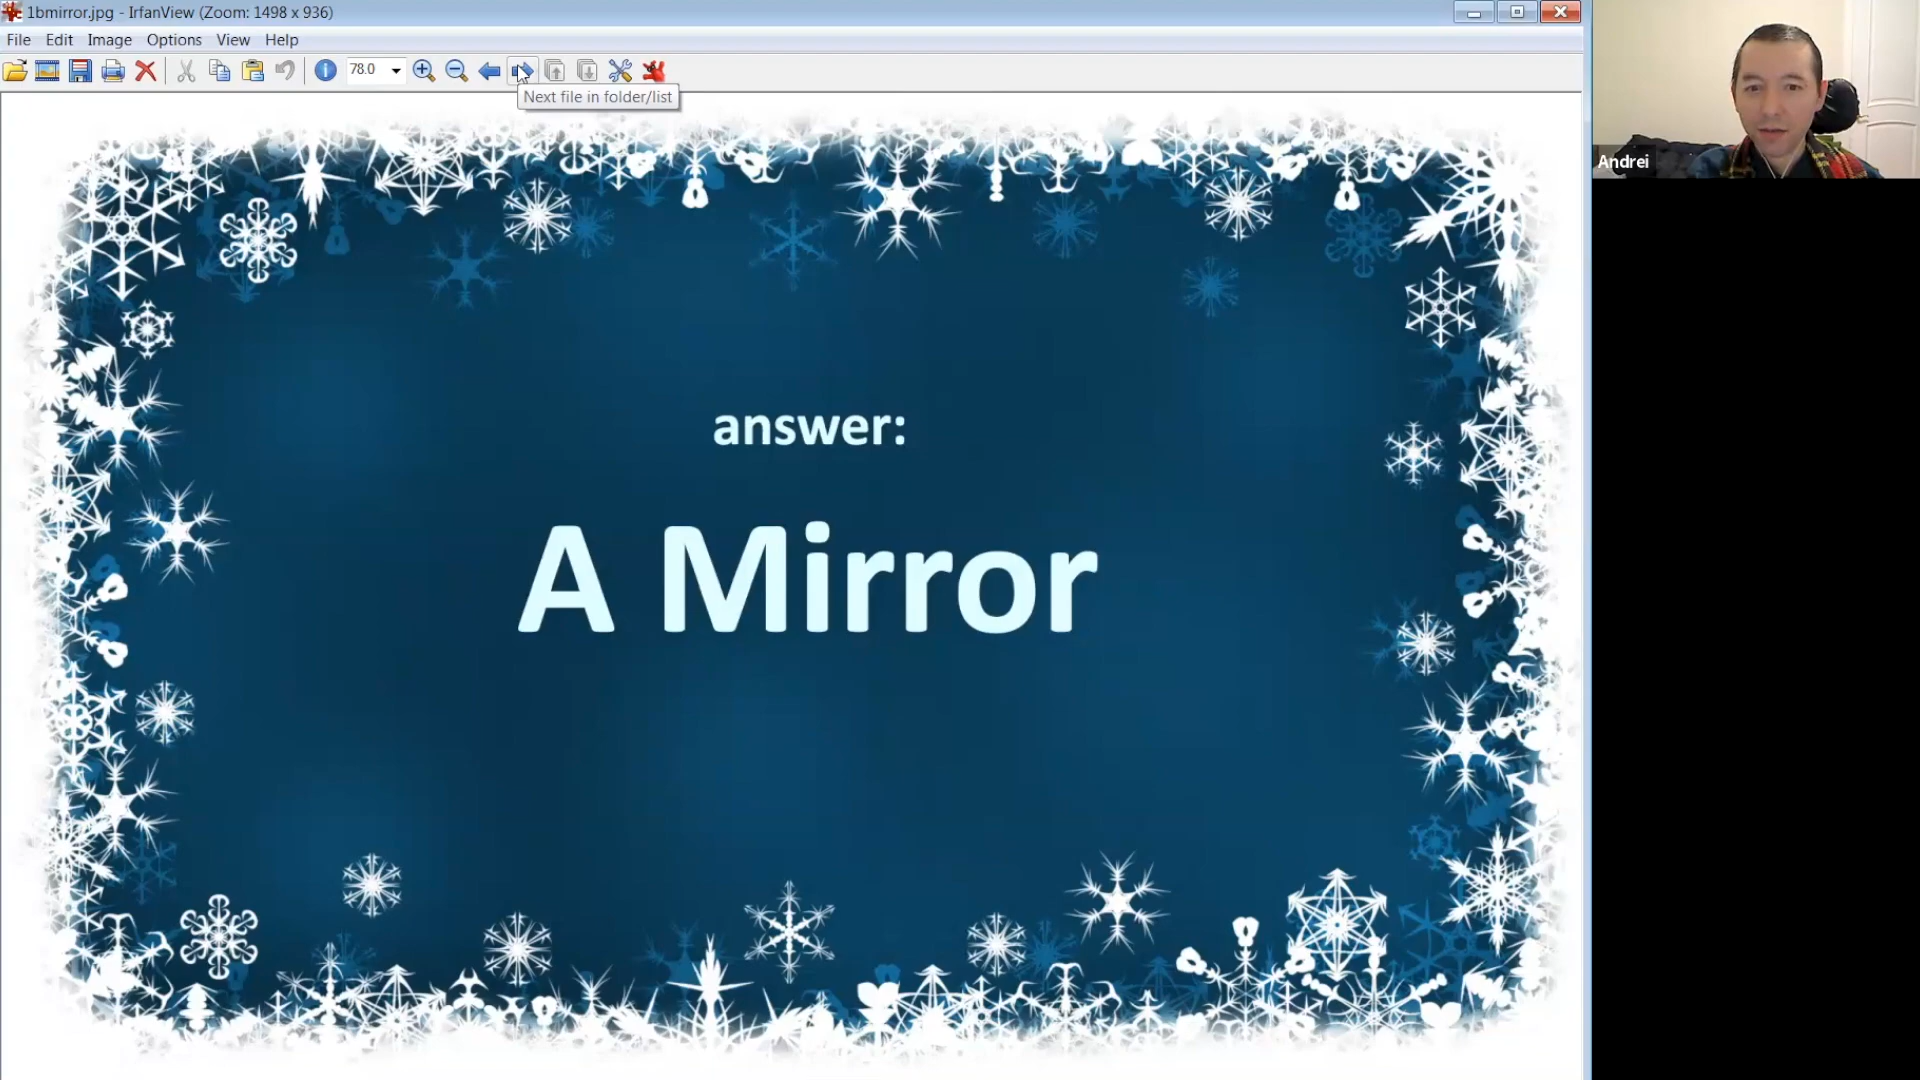 1bmirror.jpg - IrfanView (Zoom: 1498 x 936)
File Edit Image Options View Help
78.0
Next file in folder/list
Andrei
answer:
A Mirror